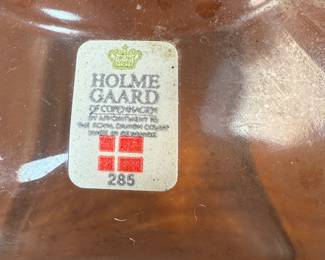 HOLME
GAARD
OF COPENHAGEN
BY APPOINTMENT TO
THE ROYAL DANISH COURT
MADE IN DENMARK
285